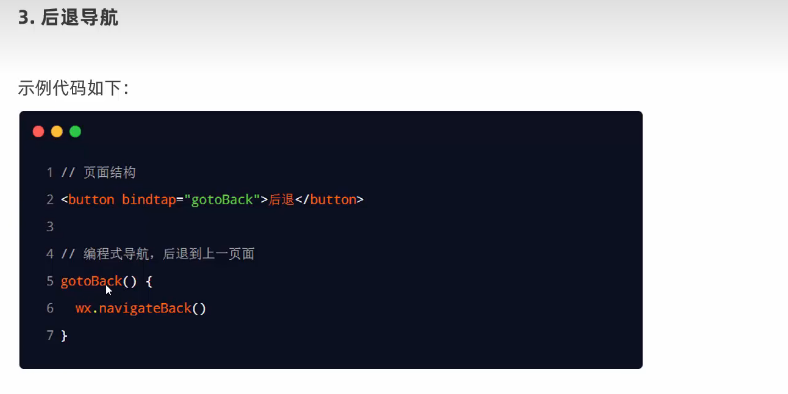 3. 后退导航
示例代码如下：
1 // 页面结构
2 <button bindtap="gotoBack">后退</button>
3
4 // 编程式导航，后退到上一页面
5 gotoBack() {
6   wx.navigateBack()
7 }